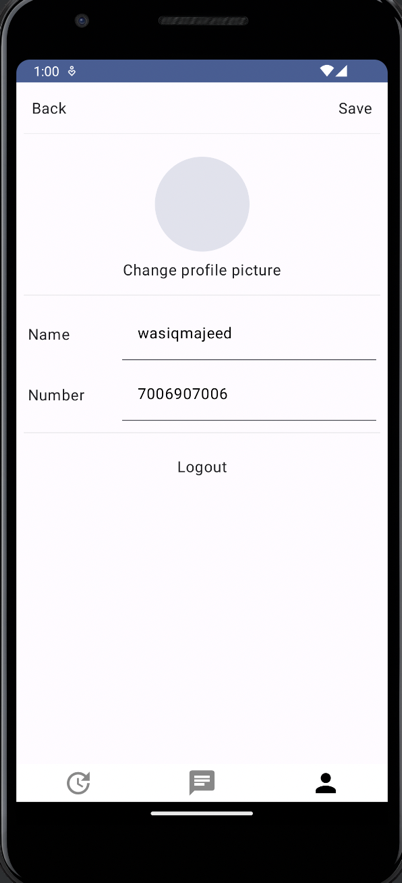 1:00
Back Save
Change profile picture
Name wasiqmajeed
Number 7006907006
Logout